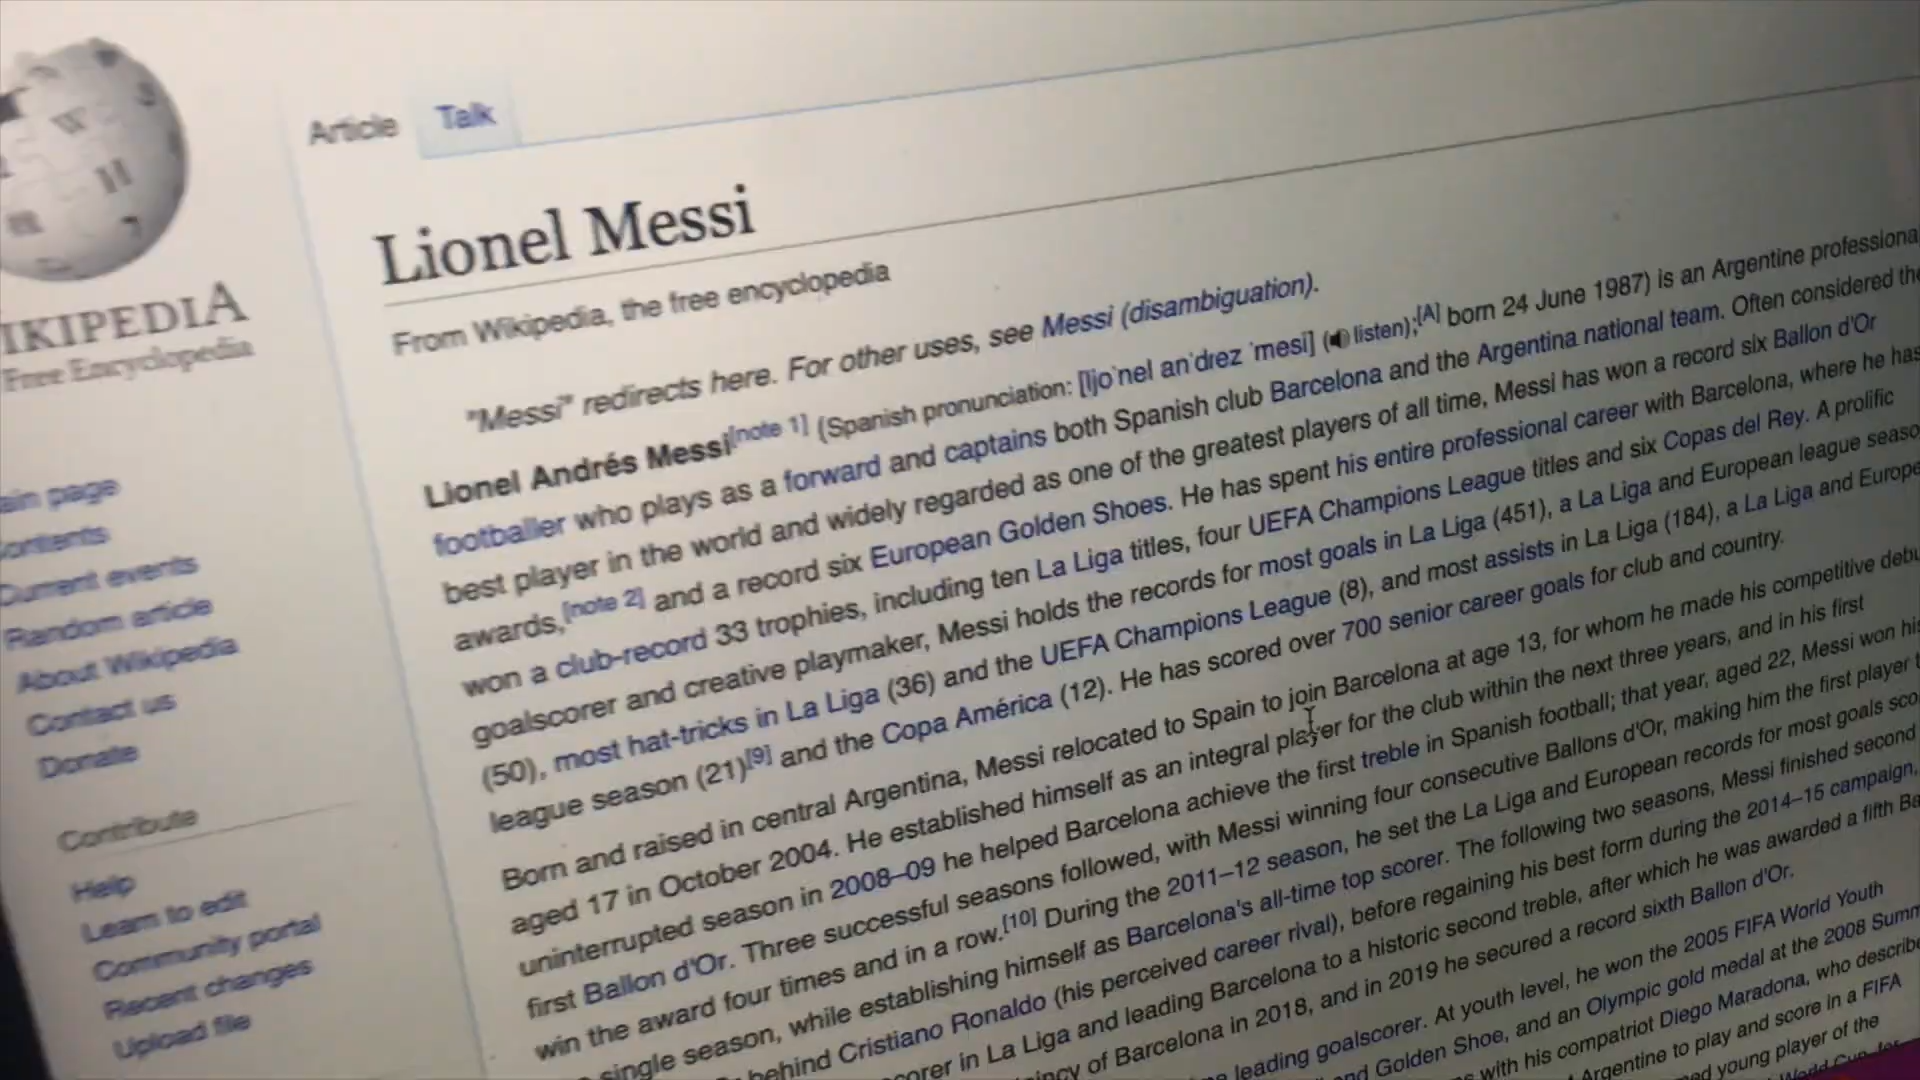 Article Talk
Lionel Messi
From Wikipedia, the free encyclopedia
"Messi" redirects here. For other uses, see Messi (disambiguation).
Lionel Andrés Messi[note 1] (Spanish pronunciation: [ljoˈnel anˈdɾez ˈmesi] (listen);[A] born 24 June 1987) is an Argentine
footballer who plays as a forward and captains both Spanish club Barcelona and the Argentina national team. Often considered the
best player in the world and widely regarded as one of the greatest players of all time, Messi has won a record six Ballon d'Or
awards,[note 2] and a record six European Golden Shoes. He has spent his entire professional career with Barcelona, where he has
won a club-record 33 trophies, including ten La Liga titles, four UEFA Champions League titles and six Copas del Rey. A prolific
goalscorer and creative playmaker, Messi holds the records for most goals in La Liga (451), a La Liga and European league
(50), most hat-tricks in La Liga (36) and the UEFA Champions League (8), and most assists in La Liga (184), a La Liga and
league season (21)[9] and the Copa América (12). He has scored over 700 senior career goals for club and country.
Born and raised in central Argentina, Messi relocated to Spain to join Barcelona at age 13, for whom he made his competitive
aged 17 in October 2004. He established himself as an integral player for the club within the next three years, and in his first
uninterrupted season in 2008–09 he helped Barcelona achieve the first treble in Spanish football; that year, aged 22, Messi won his
first Ballon d'Or. Three successful seasons followed, with Messi winning four consecutive Ballons d'Or, making him the first player
win the award four times and in a row.[10] During the 2011–12 season, he set the La Liga and European records for most goals
single season, while establishing himself as Barcelona's all-time top scorer. The following two seasons, Messi finished second
behind Cristiano Ronaldo (his perceived career rival), before regaining his best form during the 2014–15 campaign,
in La Liga and leading Barcelona to a historic second treble, after which he was awarded a fifth
of Barcelona in 2018, and in 2019 he secured a record sixth Ballon d'Or.
leading goalscorer. At youth level, he won the 2005 FIFA World Youth
Golden Shoe, and an Olympic gold medal at the 2008
with his compatriot Diego Maradona, who
Argentine to play and score in a FIFA
young player of the
World Cup
WIKIPEDIA
Free Encyclopedia
page
Contents
Current events
Random article
About Wikipedia
Contact us
Donate
Contribute
Help
Learn to edit
Community portal
Recent changes
Upload file